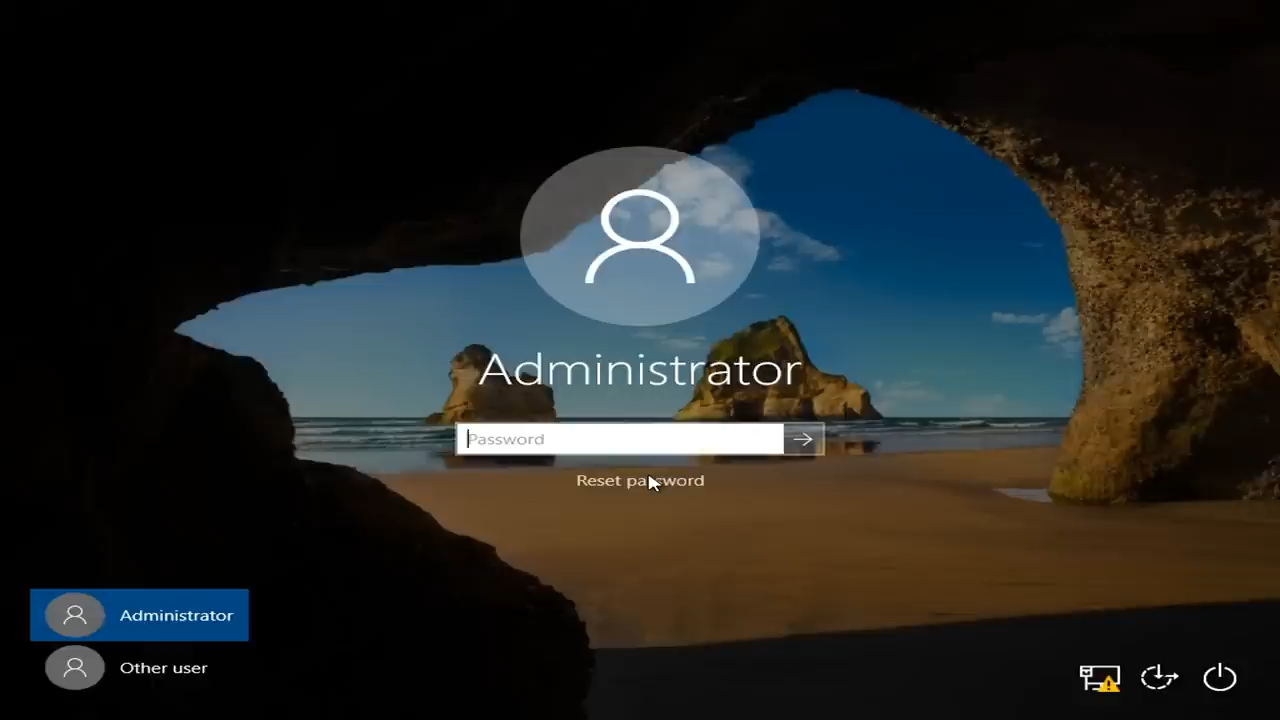 Administrator
Password
Reset password
Administrator
Other user